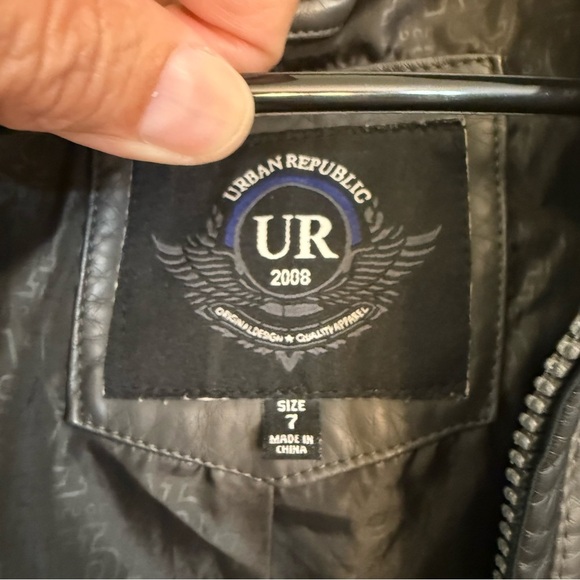 URBAN REPUBLIC
UR
2008
ORIGINAL DESIGN ★ QUALITY APPAREL
SIZE
7
MADE IN
CHINA